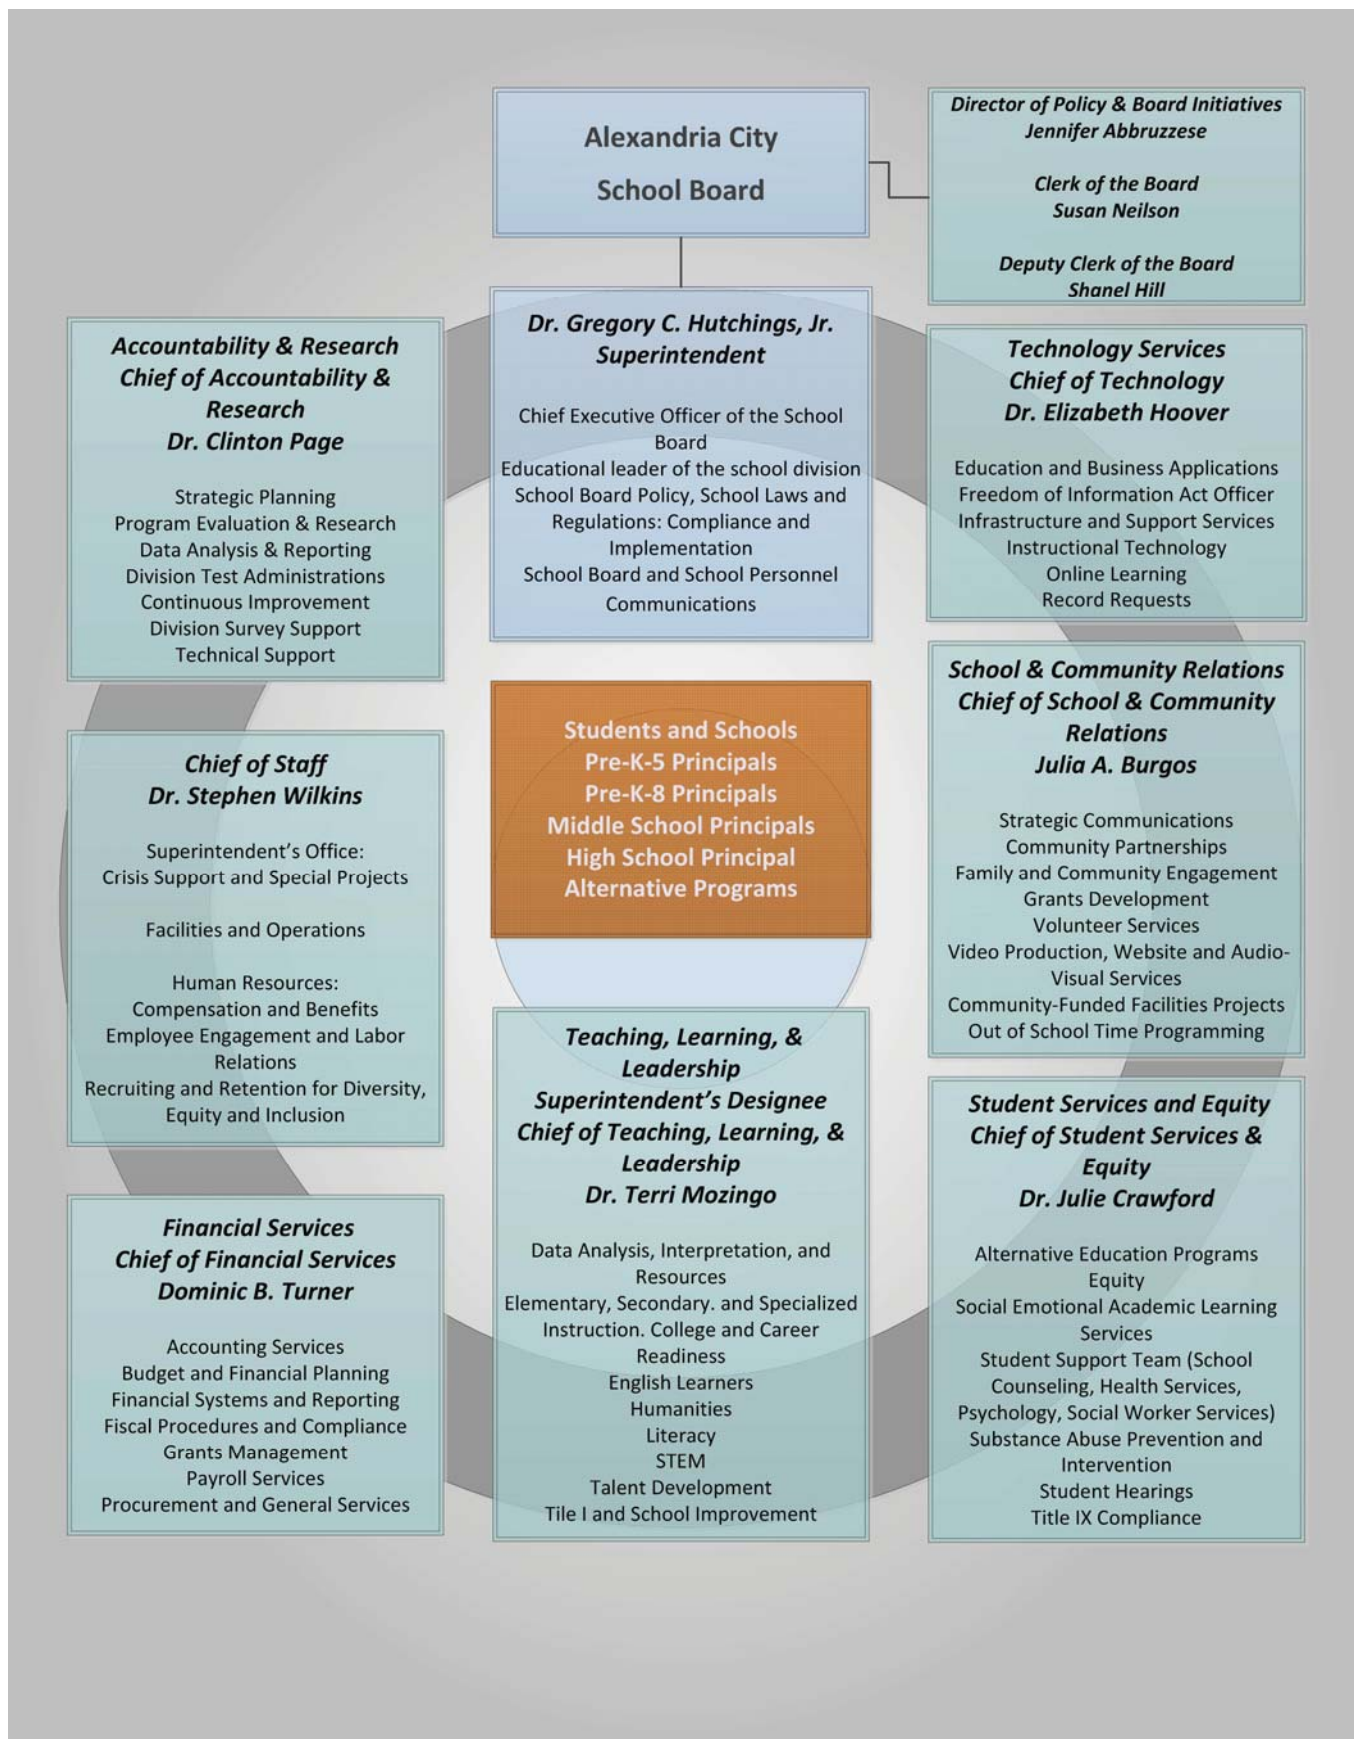 Alexandria City
School Board
Director of Policy & Board Initiatives
Jennifer Abbruzzese
Clerk of the Board
Susan Neilson
Deputy Clerk of the Board
Shanel Hill
Dr. Gregory C. Hutchings, Jr.
Superintendent
Chief Executive Officer of the School
Board
Educational leader of the school division
School Board Policy, School Laws and
Regulations: Compliance and
Implementation
School Board and School Personnel
Communications
Accountability & Research
Chief of Accountability &
Research
Dr. Clinton Page
Strategic Planning
Program Evaluation & Research
Data Analysis & Reporting
Division Test Administrations
Continuous Improvement
Division Survey Support
Technical Support
Technology Services
Chief of Technology
Dr. Elizabeth Hoover
Education and Business Applications
Freedom of Information Act Officer
Infrastructure and Support Services
Instructional Technology
Online Learning
Record Requests
Students and Schools
Pre-K-5 Principals
Pre-K-8 Principals
Middle School Principals
High School Principal
Alternative Programs
School & Community Relations
Chief of School & Community
Relations
Julia A. Burgos
Strategic Communications
Community Partnerships
Family and Community Engagement
Grants Development
Volunteer Services
Video Production, Website and Audio-
Visual Services
Community-Funded Facilities Projects
Out of School Time Programming
Chief of Staff
Dr. Stephen Wilkins
Superintendent's Office:
Crisis Support and Special Projects
Facilities and Operations
Human Resources:
Compensation and Benefits
Employee Engagement and Labor
Relations
Recruiting and Retention for Diversity,
Equity and Inclusion
Teaching, Learning, &
Leadership
Superintendent's Designee
Chief of Teaching, Learning, &
Leadership
Dr. Terri Mozingo
Data Analysis, Interpretation, and
Resources
Elementary, Secondary. and Specialized
Instruction. College and Career
Readiness
English Learners
Humanities
Literacy
STEM
Talent Development
Tile I and School Improvement
Student Services and Equity
Chief of Student Services &
Equity
Dr. Julie Crawford
Alternative Education Programs
Equity
Social Emotional Academic Learning
Services
Student Support Team (School
Counseling, Health Services,
Psychology, Social Worker Services)
Substance Abuse Prevention and
Intervention
Student Hearings
Title IX Compliance
Financial Services
Chief of Financial Services
Dominic B. Turner
Accounting Services
Budget and Financial Planning
Financial Systems and Reporting
Fiscal Procedures and Compliance
Grants Management
Payroll Services
Procurement and General Services